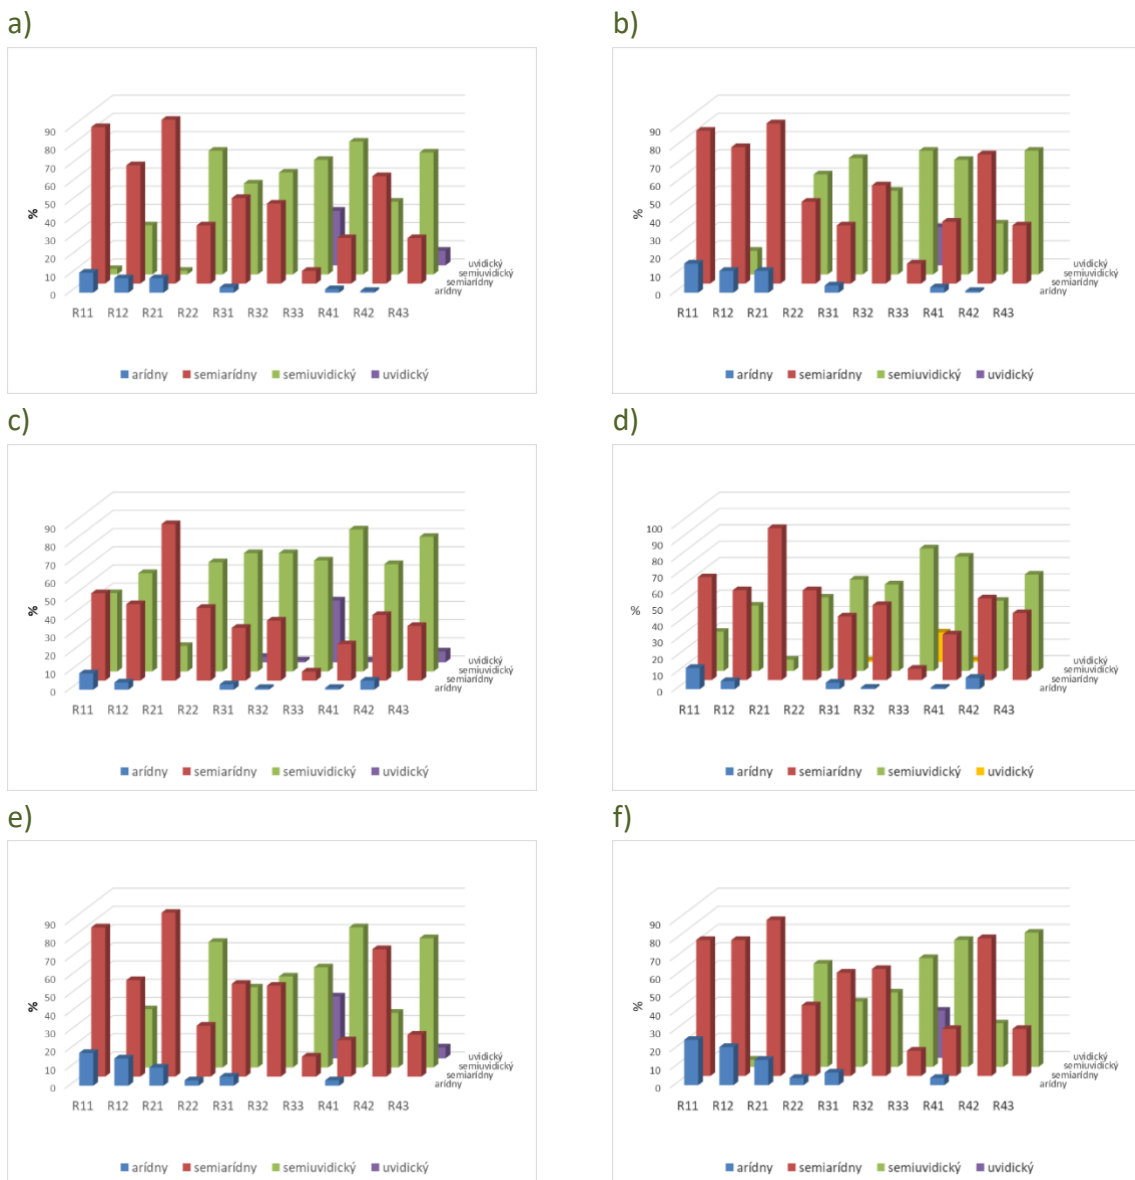 a)
90
80
70
60
50
40
30
20
10
0
%
R11 R12 R21 R22 R31 R32 R33 R41 R42 R43
uvidický
semiuvidický
semiarídny
arídny
arídny semiarídny semiuvidický uvidický
b)
90
80
70
60
50
40
30
20
10
0
%
R11 R12 R21 R22 R31 R32 R33 R41 R42 R43
uvidický
semiuvidický
semiarídny
arídny
arídny semiarídny semiuvidický uvidický
c)
90
80
70
60
50
40
30
20
10
0
%
R11 R12 R21 R22 R31 R32 R33 R41 R42 R43
uvidický
semiuvidický
semiarídny
arídny
arídny semiarídny semiuvidický uvidický
d)
100
90
80
70
60
50
40
30
20
10
0
%
R11 R12 R21 R22 R31 R32 R33 R41 R42 R43
uvidický
semiuvidický
semiarídny
arídny
arídny semiarídny semiuvidický uvidický
e)
90
80
70
60
50
40
30
20
10
0
%
R11 R12 R21 R22 R31 R32 R33 R41 R42 R43
uvidický
semiuvidický
semiarídny
arídny
arídny semiarídny semiuvidický uvidický
f)
90
80
70
60
50
40
30
20
10
0
%
R11 R12 R21 R22 R31 R32 R33 R41 R42 R43
uvidický
semiuvidický
semiarídny
arídny
arídny semiarídny semiuvidický uvidický